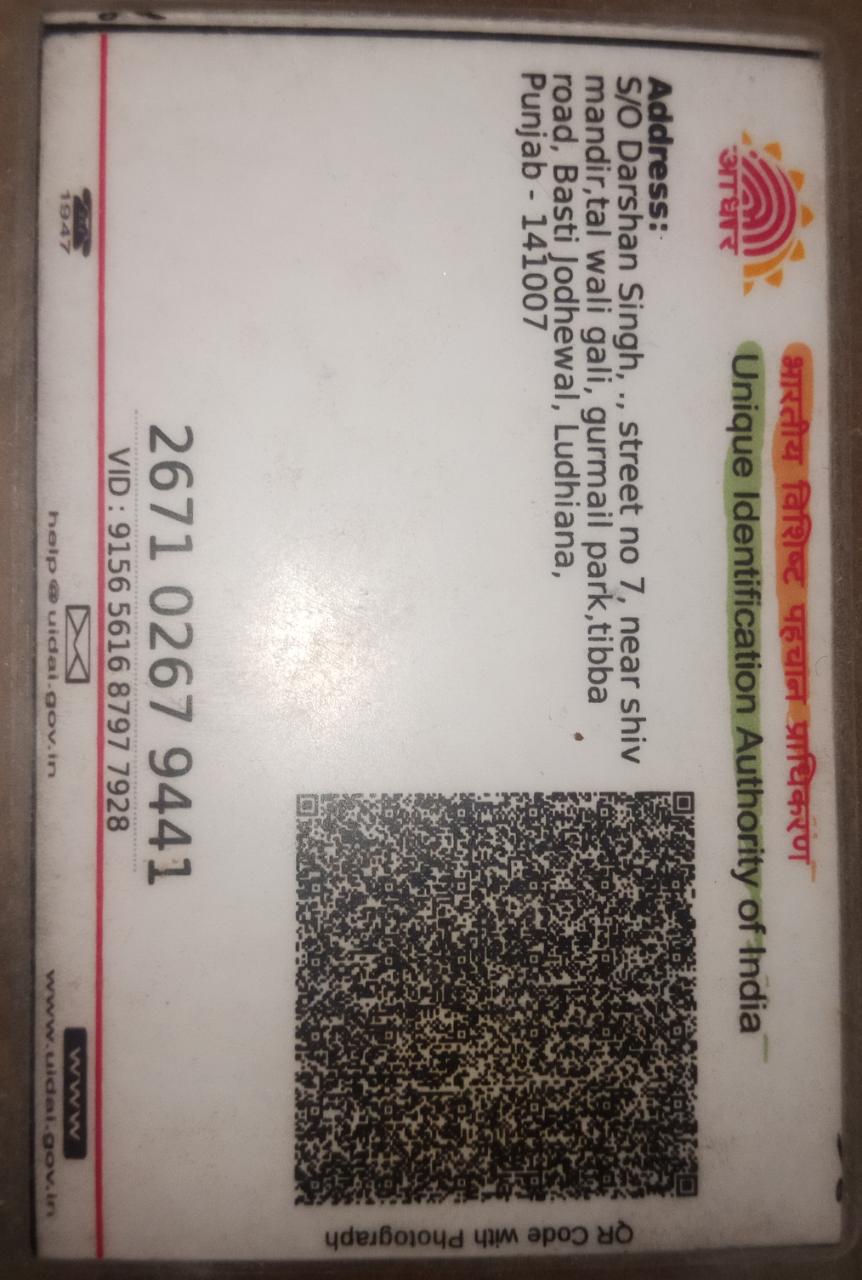 भारतीय विशिष्ट पहचान प्राधिकरण
Unique Identification Authority of India
आधार
Address:
S/O Darshan Singh, ., street no 7, near shiv
mandir,tal wali gali, gurmail park,tibba
road, Basti Jodhewal, Ludhiana,
Punjab - 141007
QR Code with Photograph
2671 0267 9441
VID : 9156 5616 8797 7928
1947
help@uidai.gov.in
www
www.uidai.gov.in